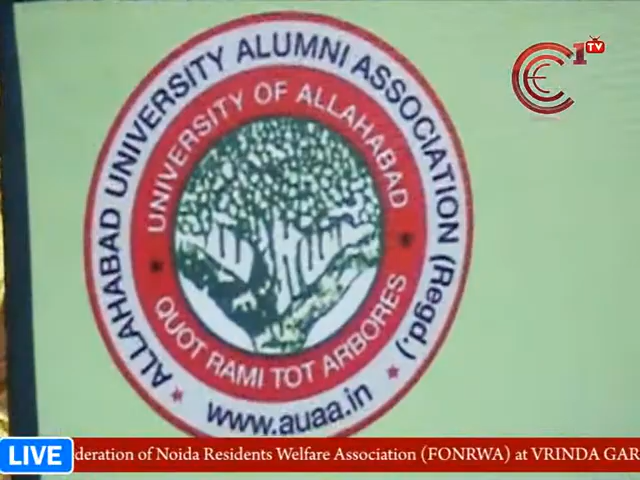 ALLAHABAD UNIVERSITY ALUMNI ASSOCIATION (Regd.)
UNIVERSITY OF ALLAHABAD
QUOT RAMI TOT ARBORES
www.auaa.in
1
TV
LIVE
deration of Noida Residents Welfare Association (FONRWA) at VRINDA GAR